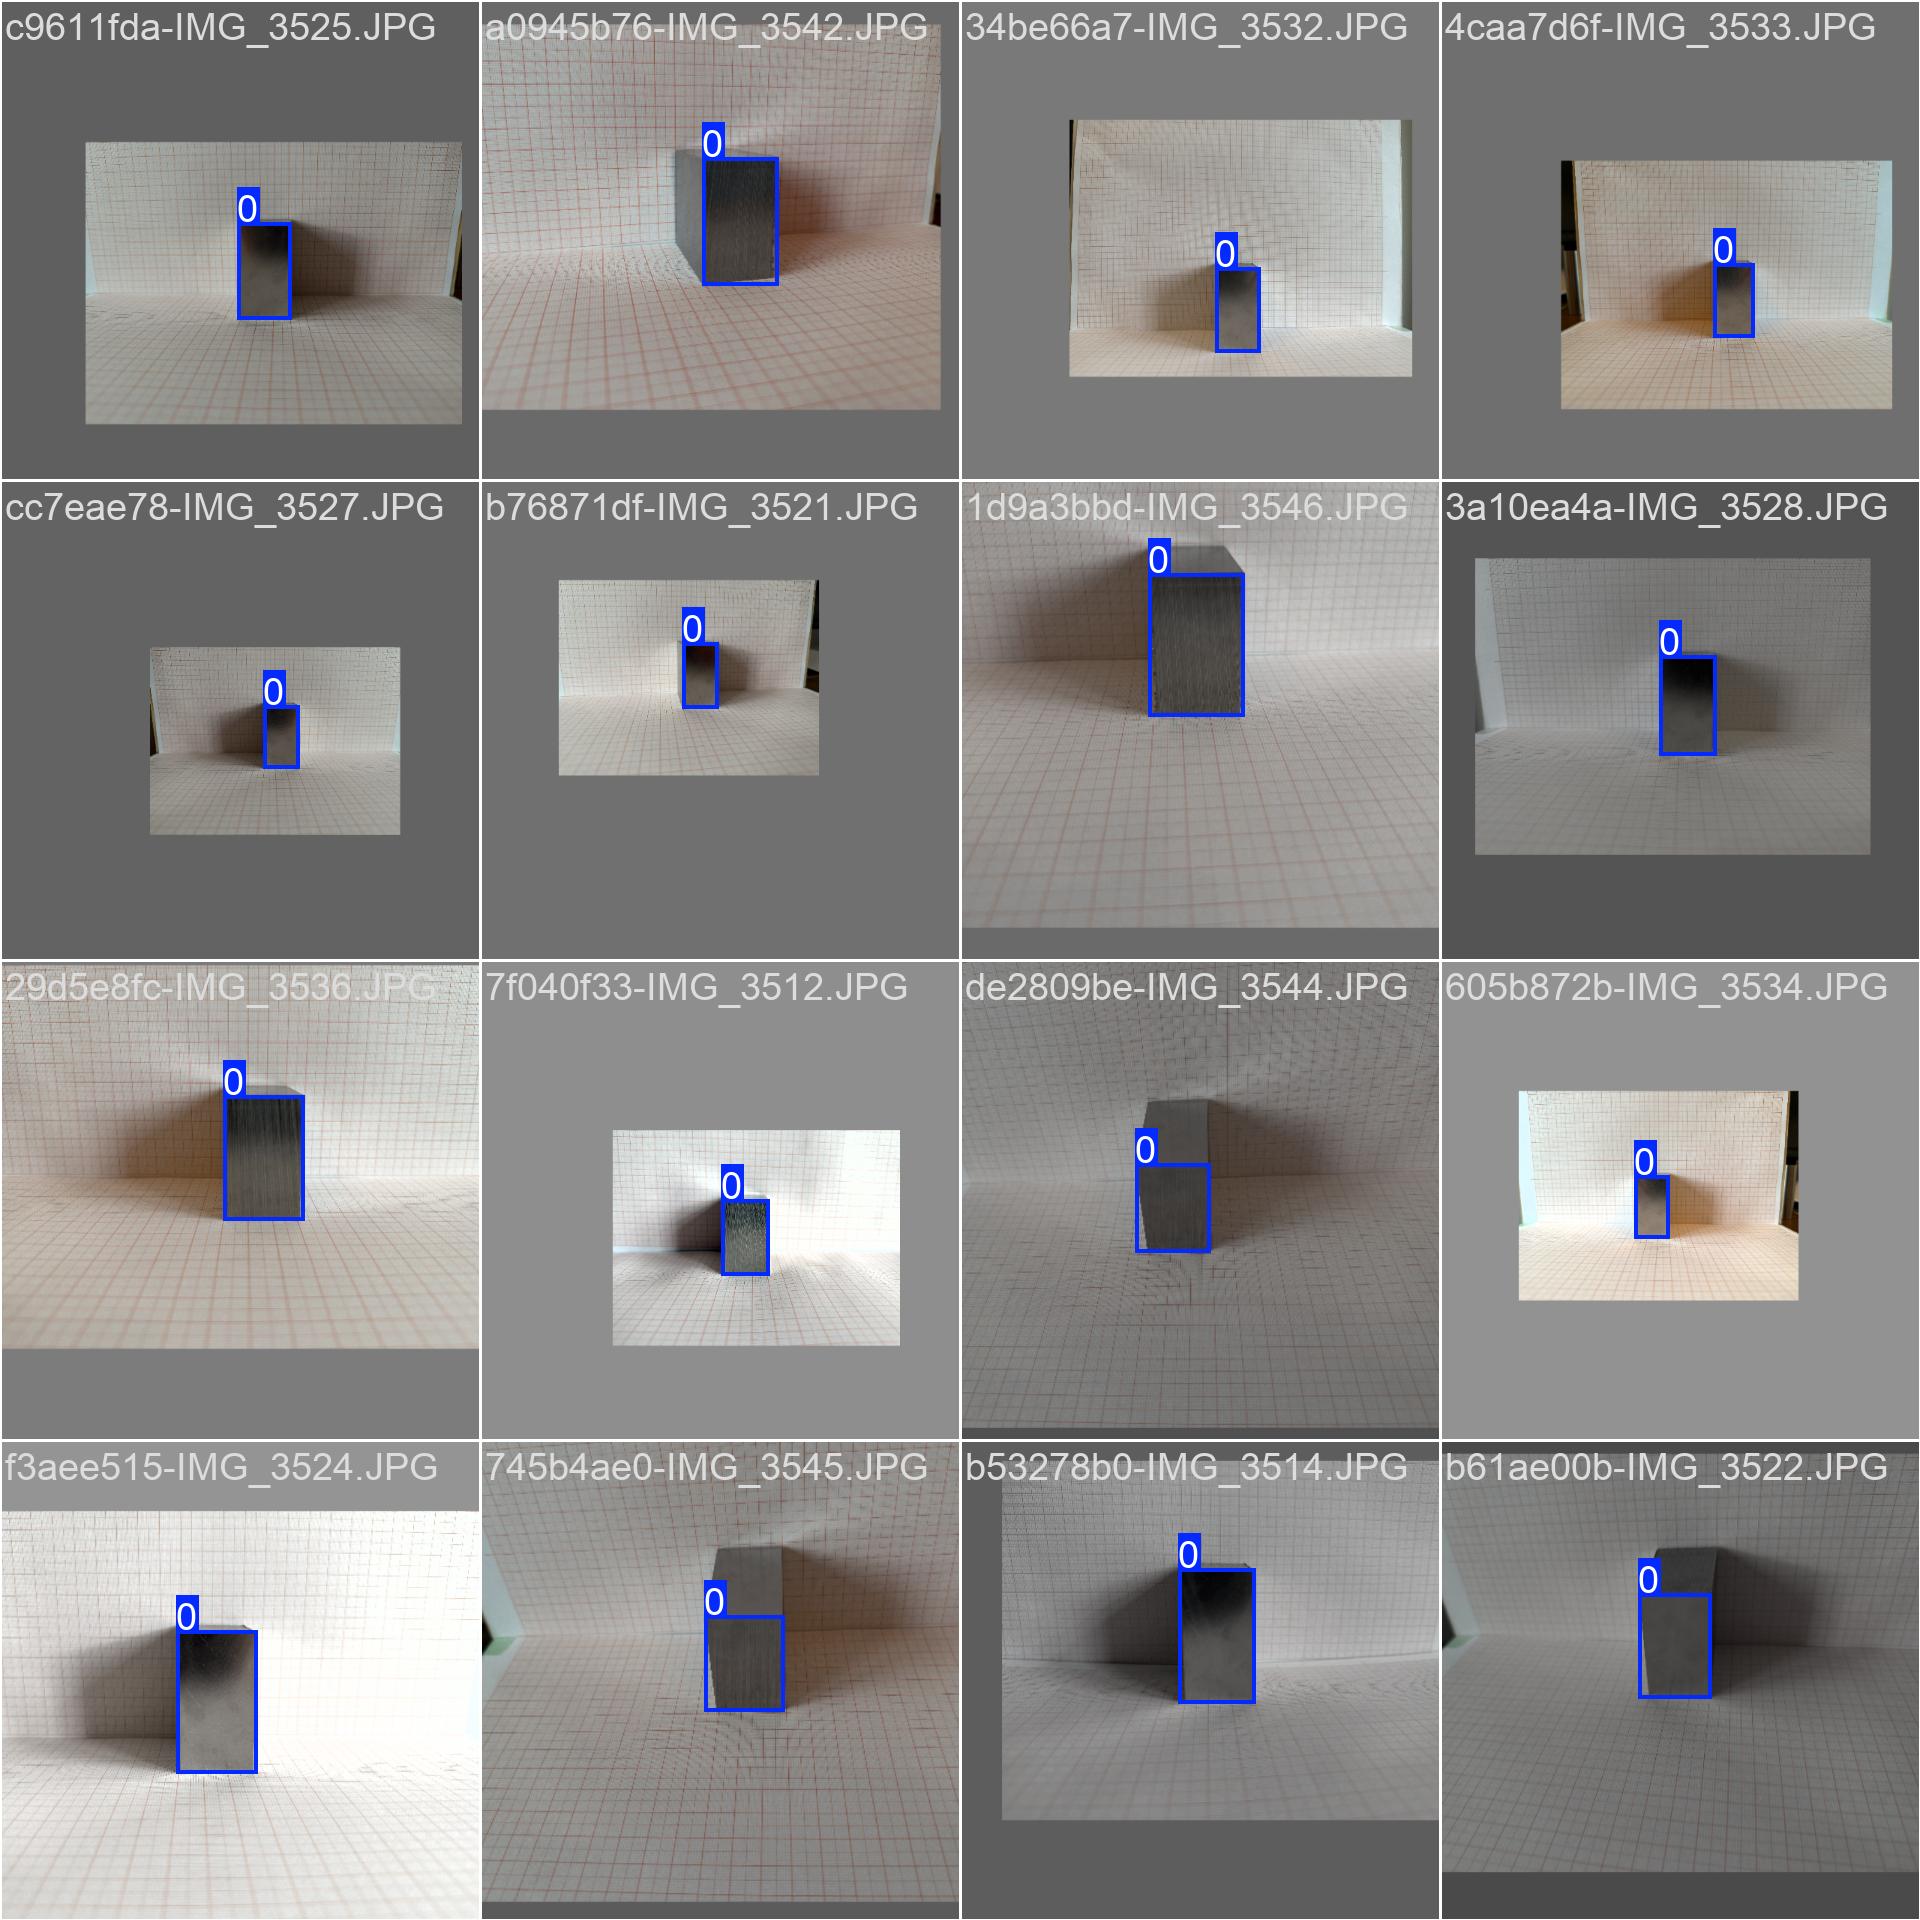 c9611fda-IMG_3525.JPG
a0945b76-IMG_3542.JPG
34be66a7-IMG_3532.JPG
4caa7d6f-IMG_3533.JPG
0
0
0
0
cc7eae78-IMG_3527.JPG
b76871df-IMG_3521.JPG
1d9a3bbd-IMG_3546.JPG
3a10ea4a-IMG_3528.JPG
0
0
0
0
29d5e8fc-IMG_3536.JPG
7f040f33-IMG_3512.JPG
de2809be-IMG_3544.JPG
605b872b-IMG_3534.JPG
0
0
0
0
f3aee515-IMG_3524.JPG
745b4ae0-IMG_3545.JPG
b53278b0-IMG_3514.JPG
b61ae00b-IMG_3522.JPG
0
0
0
0